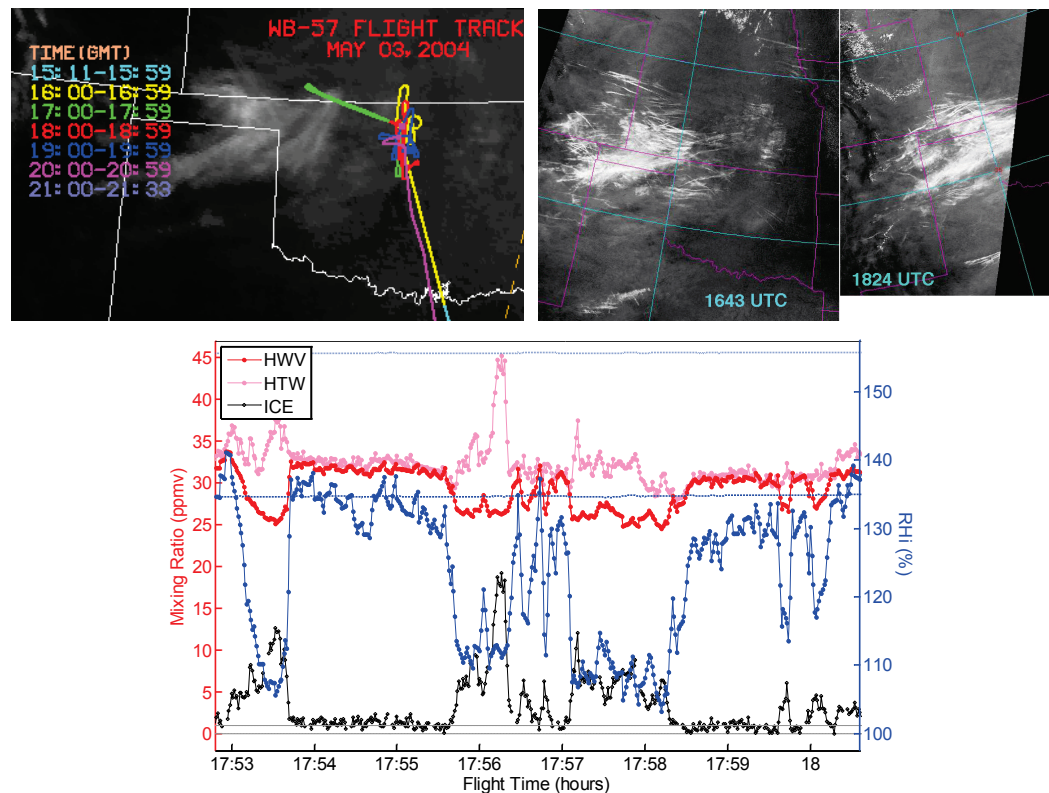 WB-57 FLIGHT TRACK
MAY 03,2004
TIME(GMT)
15:11-15:59
16:00-16:59
17:00-17:59
18:00-18:59
19:00-19:59
20:00-20:59
21:00-21:33
1643 UTC
1824 UTC
HWV
HTW
ICE
Mixing Ratio (ppmv)
45
40
35
30
25
20
15
10
5
0
RHi (%)
150
140
130
120
110
100
17:53
17:54
17:55
17:56
17:57
17:58
17:59
18
Flight Time (hours)